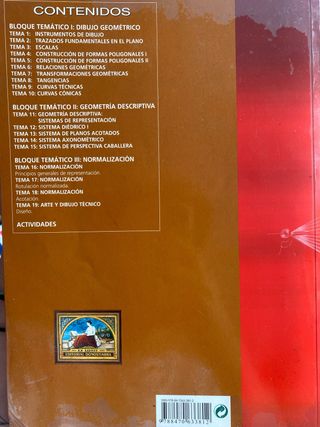 CONTENIDOS
BLOQUE TEMÁTICO I: DIBUJO GEOMÉTRICO
TEMA 1: INSTRUMENTOS DE DIBUJO
TEMA 2: TRAZADOS FUNDAMENTALES EN EL PLANO
TEMA 3: ESCALAS
TEMA 4: CONSTRUCCIÓN DE FORMAS POLIGONALES I
TEMA 5: CONSTRUCCIÓN DE FORMAS POLIGONALES II
TEMA 6: RELACIONES GEOMÉTRICAS
TEMA 7: TRANSFORMACIONES GEOMÉTRICAS
TEMA 8: TANGENCIAS
TEMA 9: CURVAS TÉCNICAS
TEMA 10: CURVAS CÓNICAS
BLOQUE TEMÁTICO II: GEOMETRÍA DESCRIPTIVA
TEMA 11: GEOMETRÍA DESCRIPTIVA:
SISTEMAS DE REPRESENTACIÓN
TEMA 12: SISTEMA DIÉDRICO I
TEMA 13: SISTEMA DE PLANOS ACOTADOS
TEMA 14: SISTEMA AXONOMÉTRICO
TEMA 15: SISTEMA DE PERSPECTIVA CABALLERA
BLOQUE TEMÁTICO III: NORMALIZACIÓN
TEMA 16: NORMALIZACIÓN
Principios generales de representación.
TEMA 17: NORMALIZACIÓN
Rotulación normalizada.
TEMA 18: NORMALIZACIÓN
Acotación.
TEMA 19: ARTE Y DIBUJO TÉCNICO
Diseño.
ACTIVIDADES
EX LIBRIS
EDITORIAL DONOSTIARRA
9 788470 633812